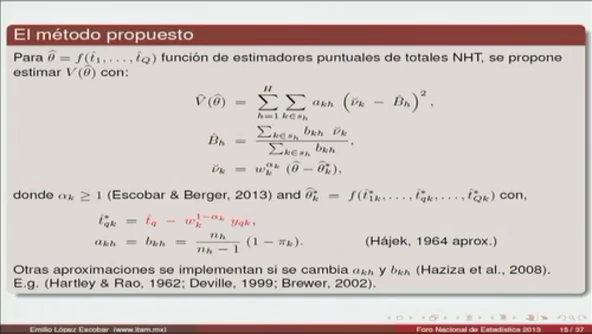 El método propuesto
Para θ̂ = f(t̂₁, . . . , t̂_Q) función de estimadores puntuales de totales NHT, se propone
estimar V(θ̂) con:
V̂(θ̂) = ∑_{h=1}^{H} ∑_{k∈s_h} a_{kh} (ν̆_k − B̂_h)²,
B̂_h = ∑_{k∈s_h} b_{kh} ν̆_k / ∑_{k∈s_h} b_{kh},
ν̆_k = w_k^{α_k} (θ̂ − θ̂*_k),
donde α_k ≥ 1 (Escobar & Berger, 2013) and θ̂*_k = f(t̂*_{1k}, . . . , t̂*_{qk}, . . . , t̂*_{Qk}) con,
t̂*_{qk} = t̂_q − w_k^{1−α_k} y_{qk},
a_{kh} = b_{kh} = n_h / (n_h − 1) (1 − π_k). (Hájek, 1964 aprox.)
Otras aproximaciones se implementan si se cambia a_{kh} y b_{kh} (Haziza et al., 2008).
E.g. (Hartley & Rao, 1962; Deville, 1999; Brewer, 2002).
Emilio López Escobar (www.itam.mx) Foro Nacional de Estadística 2013 15 / 37